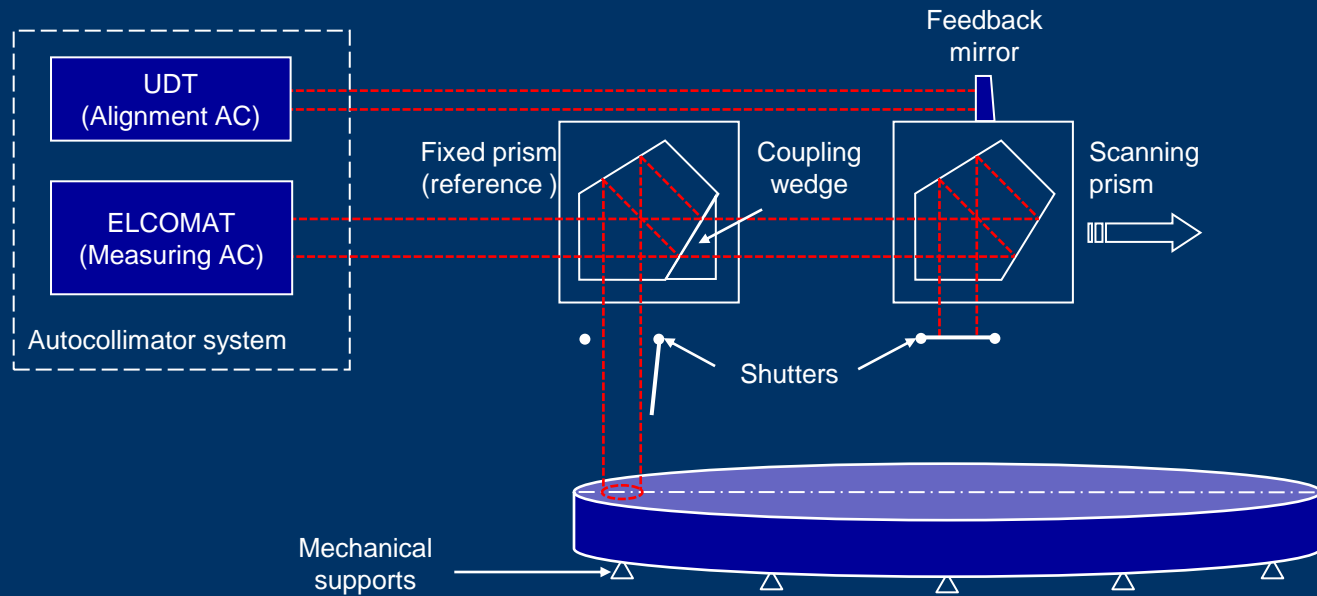 Feedback
mirror
UDT
(Alignment AC)
Fixed prism
(reference )
Coupling
wedge
Scanning
prism
ELCOMAT
(Measuring AC)
Autocollimator system
Shutters
Mechanical
supports